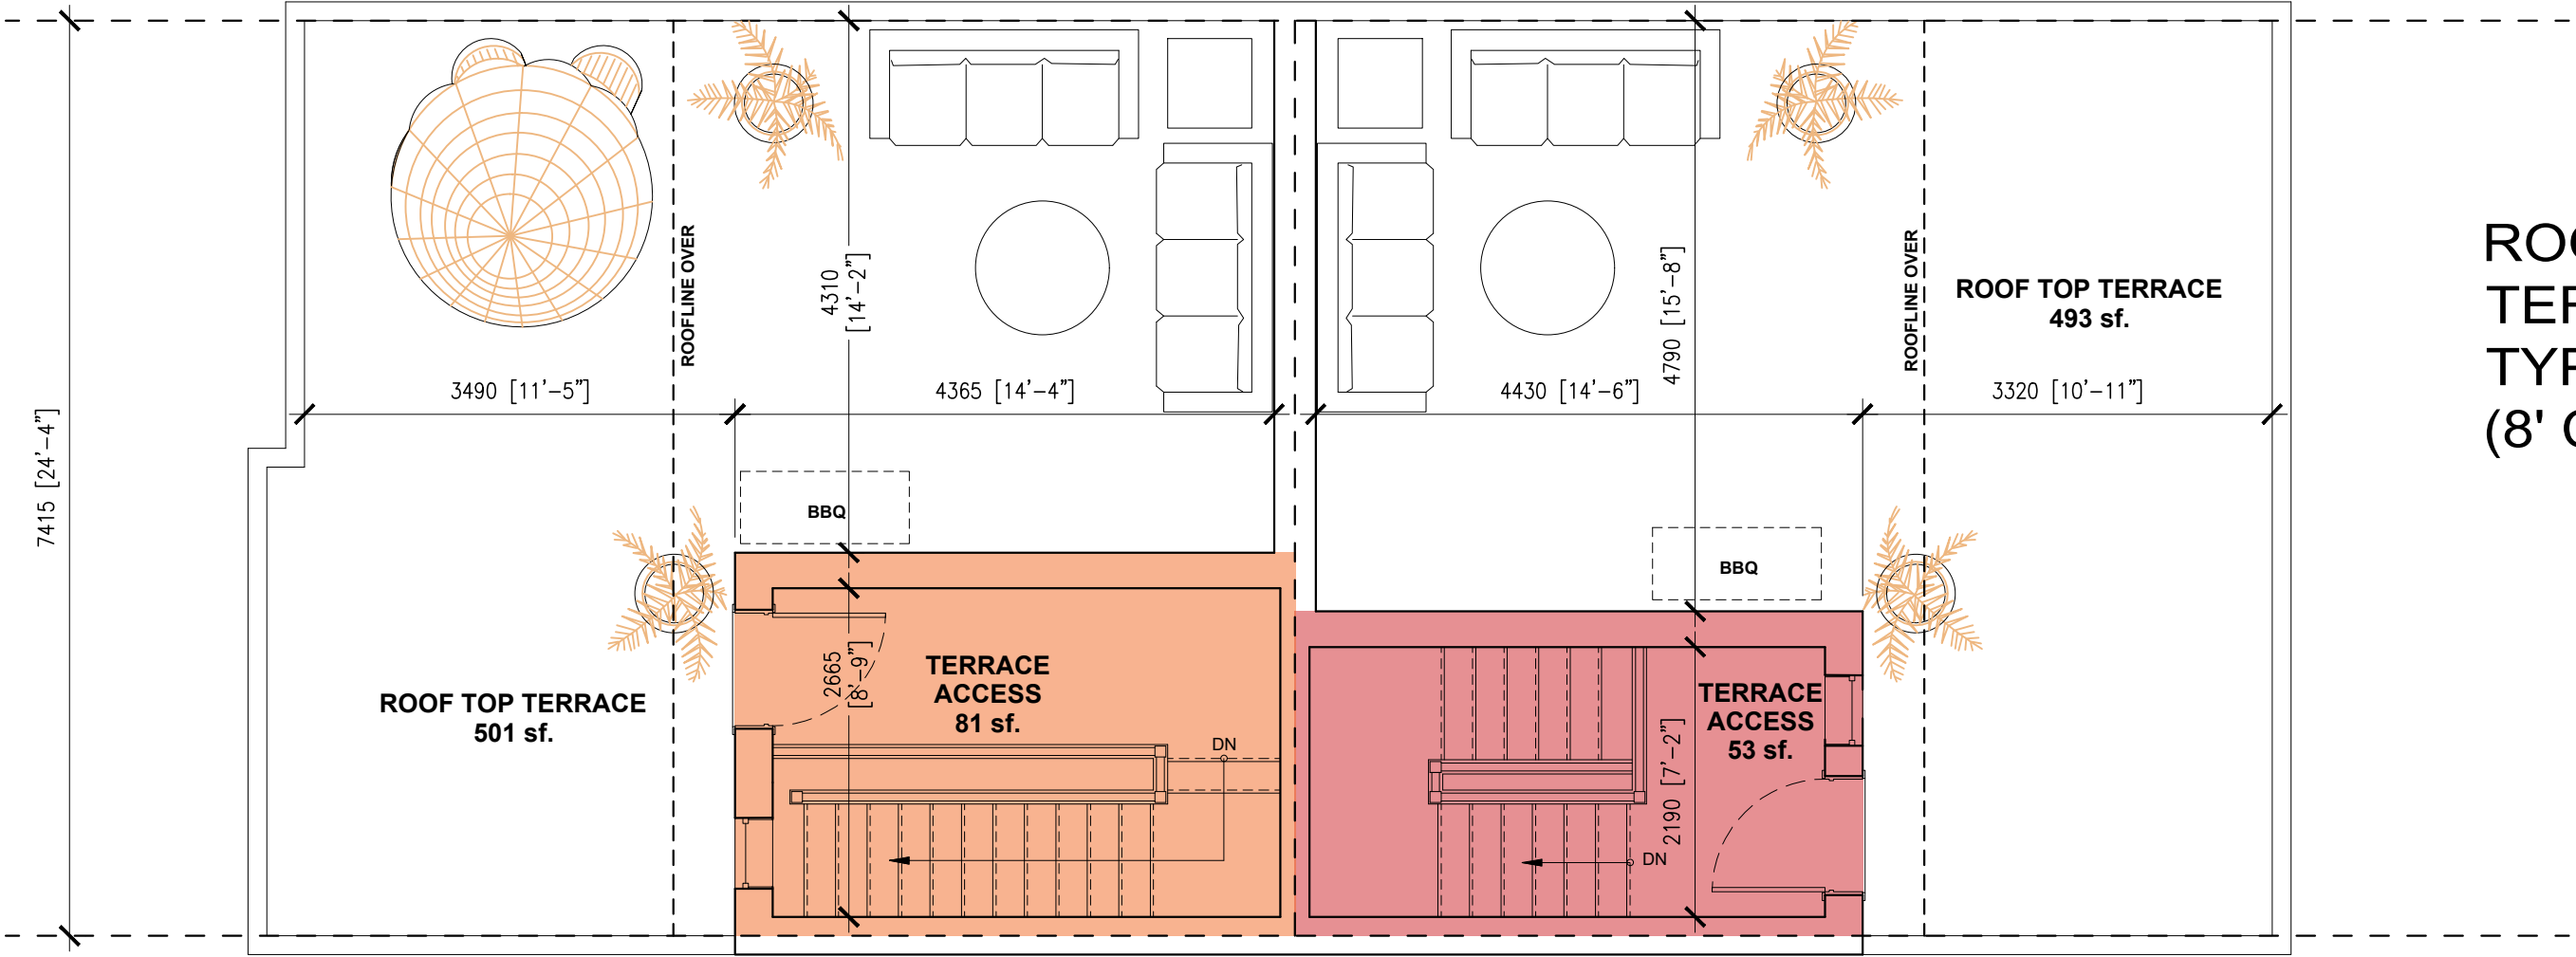 7415 [24'-4"]
3490 [11'-5"]
ROOFLINE OVER
4310
[14'-2"]
4365 [14'-4"]
4430 [14'-6"]
4790 [15'-8"]
ROOFLINE OVER
ROOF TOP TERRACE
493 sf.
3320 [10'-11"]
(8'
BBQ
BBQ
ROOF TOP TERRACE
501 sf.
2665
[8'-9"]
TERRACE
ACCESS
81 sf.
DN
2190 [7'-2"]
TERRACE
ACCESS
53 sf.
DN